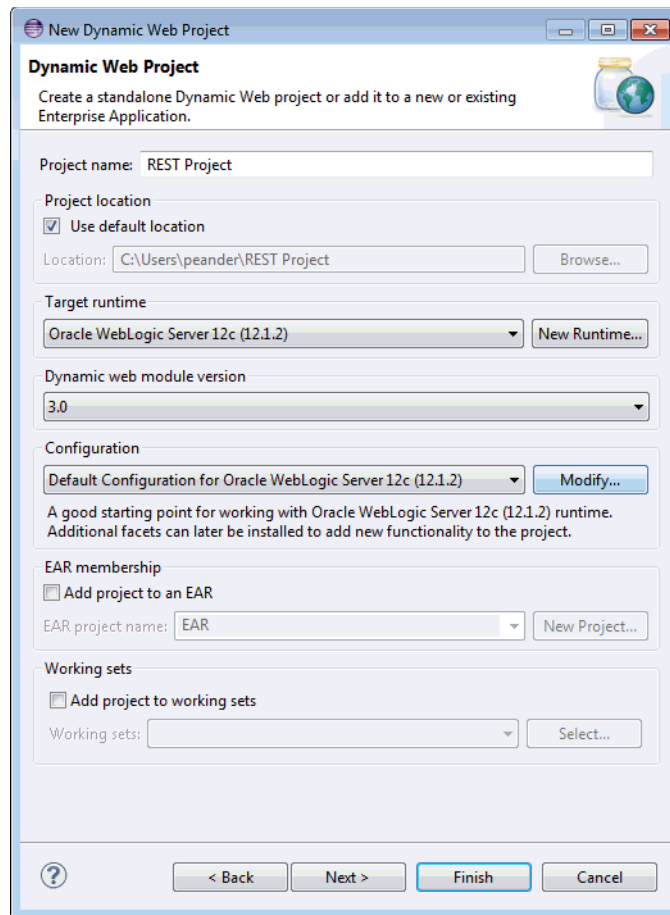 New Dynamic Web Project
Dynamic Web Project
Create a standalone Dynamic Web project or add it to a new or existing
Enterprise Application.
Project name: REST Project
Project location
Use default location
Location: C:\Users\peander\REST Project Browse...
Target runtime
Oracle WebLogic Server 12c (12.1.2) New Runtime...
Dynamic web module version
3.0
Configuration
Default Configuration for Oracle WebLogic Server 12c (12.1.2) Modify...
A good starting point for working with Oracle WebLogic Server 12c (12.1.2) runtime.
Additional facets can later be installed to add new functionality to the project.
EAR membership
Add project to an EAR
EAR project name: EAR New Project...
Working sets
Add project to working sets
Working sets: Select...
? < Back Next > Finish Cancel